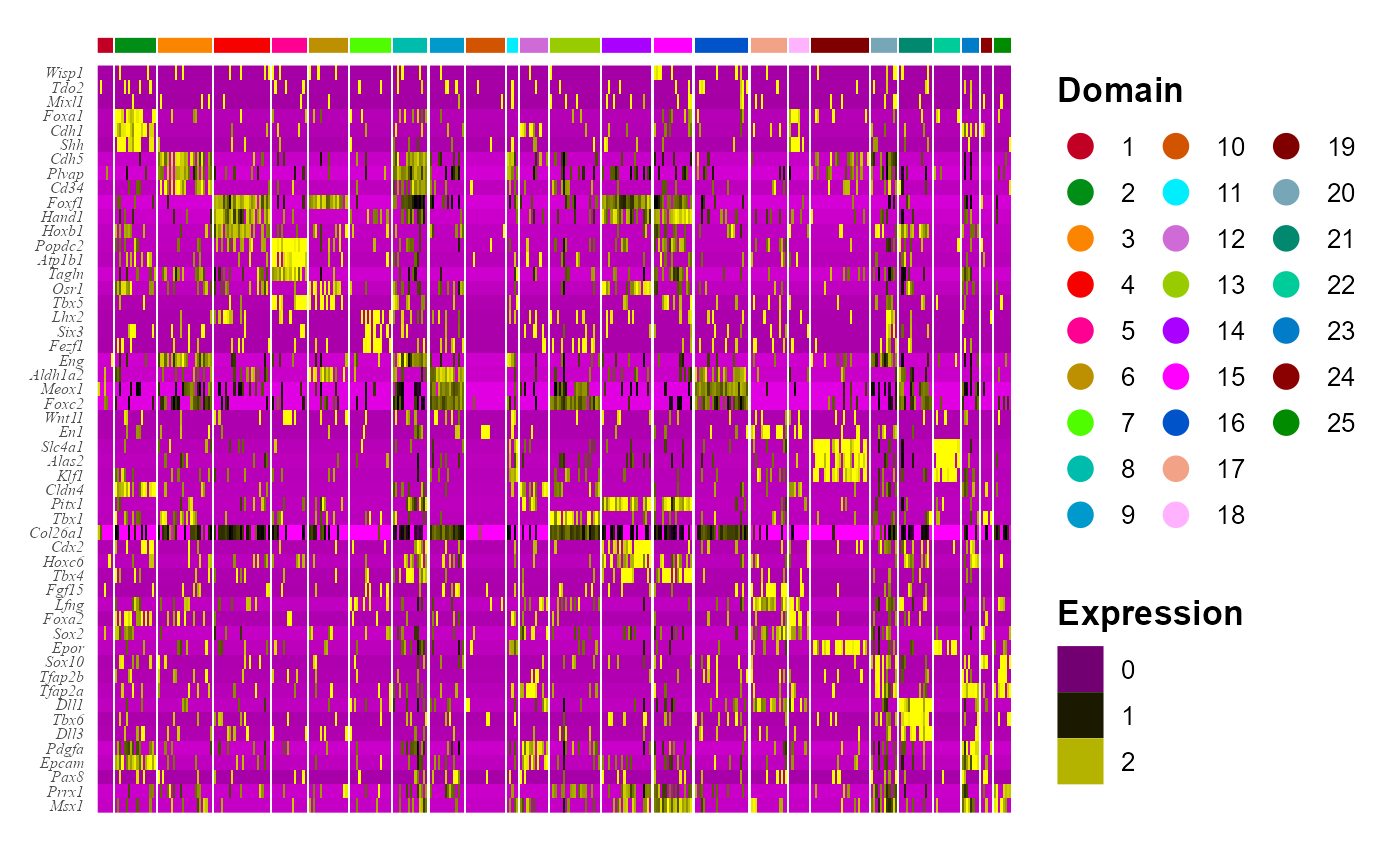 Wisp1
Tdo2
Mixl1
Foxa1
Cdh1
Shh
Cdh5
Plvap
Cd34
Foxf1
Hand1
Hoxb1
Popdc2
Atp1b1
Tagln
Osr1
Tbx5
Lhx2
Six3
Fezf1
Eng
Aldh1a2
Meox1
Foxc2
Wnt11
En1
Slc4a1
Alas2
Klf1
Cldn4
Pitx1
Tbx1
Col26a1
Cdx2
Hoxc6
Tbx4
Fgf15
Lfng
Foxa2
Sox2
Epor
Sox10
Tfap2b
Tfap2a
Dll1
Tbx6
Dll3
Pdgfa
Epcam
Pax8
Prrx1
Msx1
Domain
1 10 19
2 11 20
3 12 21
4 13 22
5 14 23
6 15 24
7 16 25
8 17
9 18
Expression
0
1
2